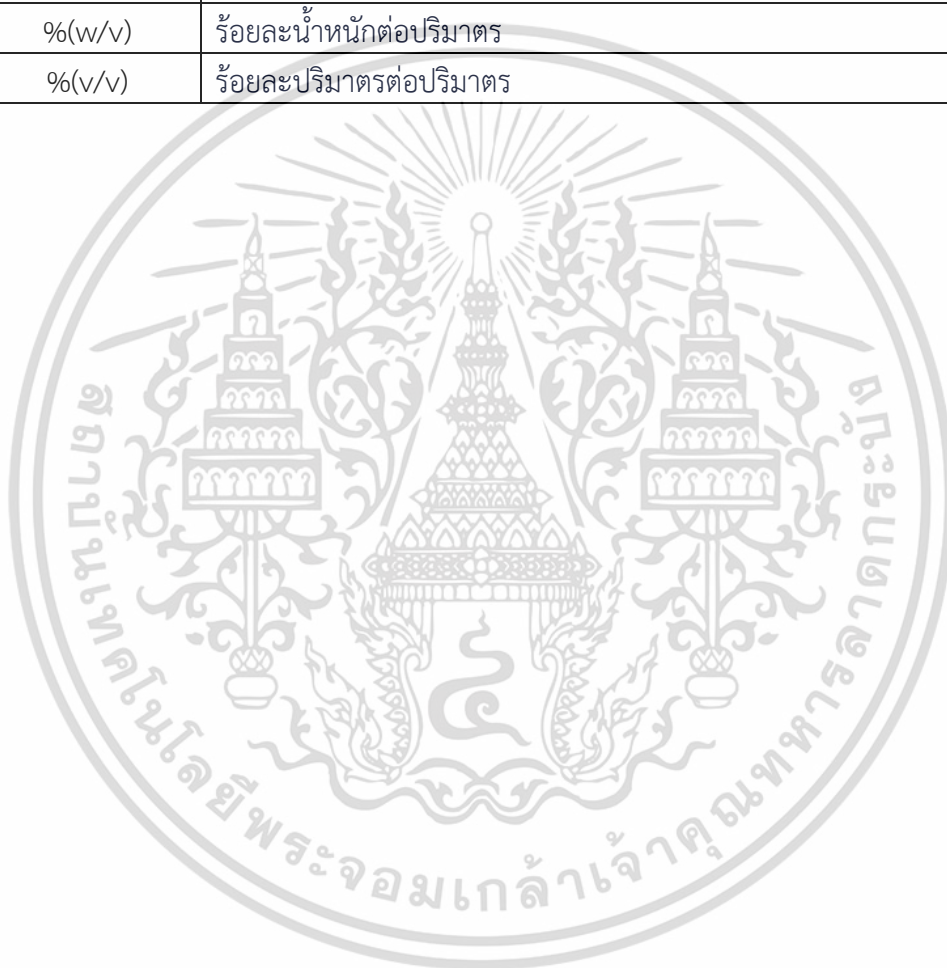 %(w/v) ร้อยละน้ำหนักต่อปริมาตร
%(v/v) ร้อยละปริมาตรต่อปริมาตร
๔
สถาบันเทคโนโลยีพระจอมเกล้าเจ้าคุณทหารลาดกระบัง